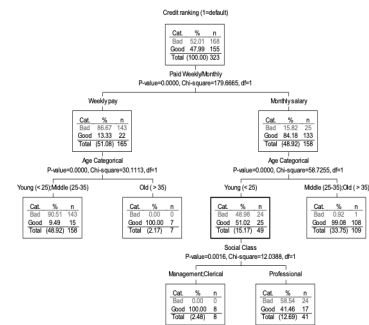 Credit ranking (1=default)
Cat. % n
Bad 52.01 168
Good 47.99 155
Total (100.00) 323
Paid Weekly/Monthly
P-value=0.0000, Chi-square=179.6665, df=1
Weekly pay
Monthly salary
Cat. % n
Bad 86.67 143
Good 13.33 22
Total (51.08) 165
Cat. % n
Bad 15.82 25
Good 84.18 133
Total (48.92) 158
Age Categorical
P-value=0.0000, Chi-square=30.1113, df=1
Age Categorical
P-value=0.0000, Chi-square=58.7255, df=1
Young (< 25);Middle (25-35)
Old ( > 35)
Young (< 25)
Middle (25-35);Old ( > 35)
Cat. % n
Bad 90.51 143
Good 9.49 15
Total (48.92) 158
Cat. % n
Bad 0.00 0
Good 100.00 7
Total (2.17) 7
Cat. % n
Bad 48.98 24
Good 51.02 25
Total (15.17) 49
Cat. % n
Bad 0.92 1
Good 99.08 108
Total (33.75) 109
Social Class
P-value=0.0016, Chi-square=12.0388, df=1
Management;Clerical
Professional
Cat. % n
Bad 0.00 0
Good 100.00 8
Total (2.48) 8
Cat. % n
Bad 58.54 24
Good 41.46 17
Total (12.69) 41